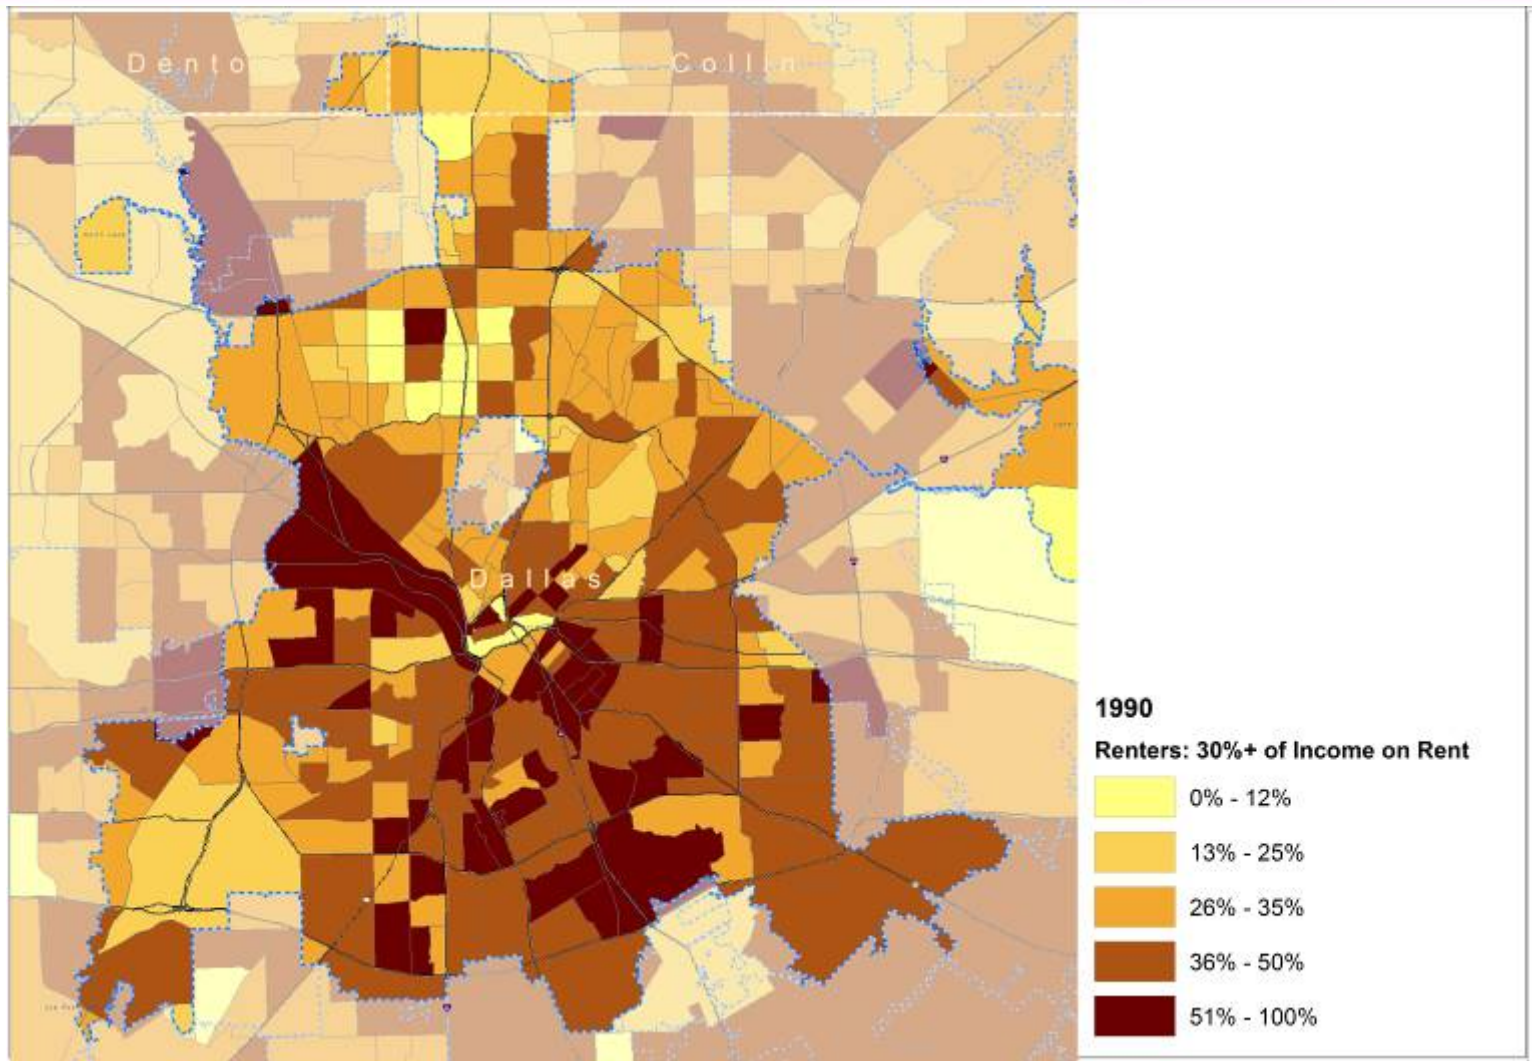 Dento
Collin
Dallas
1990
Renters: 30%+ of Income on Rent
0% - 12%
13% - 25%
26% - 35%
36% - 50%
51% - 100%